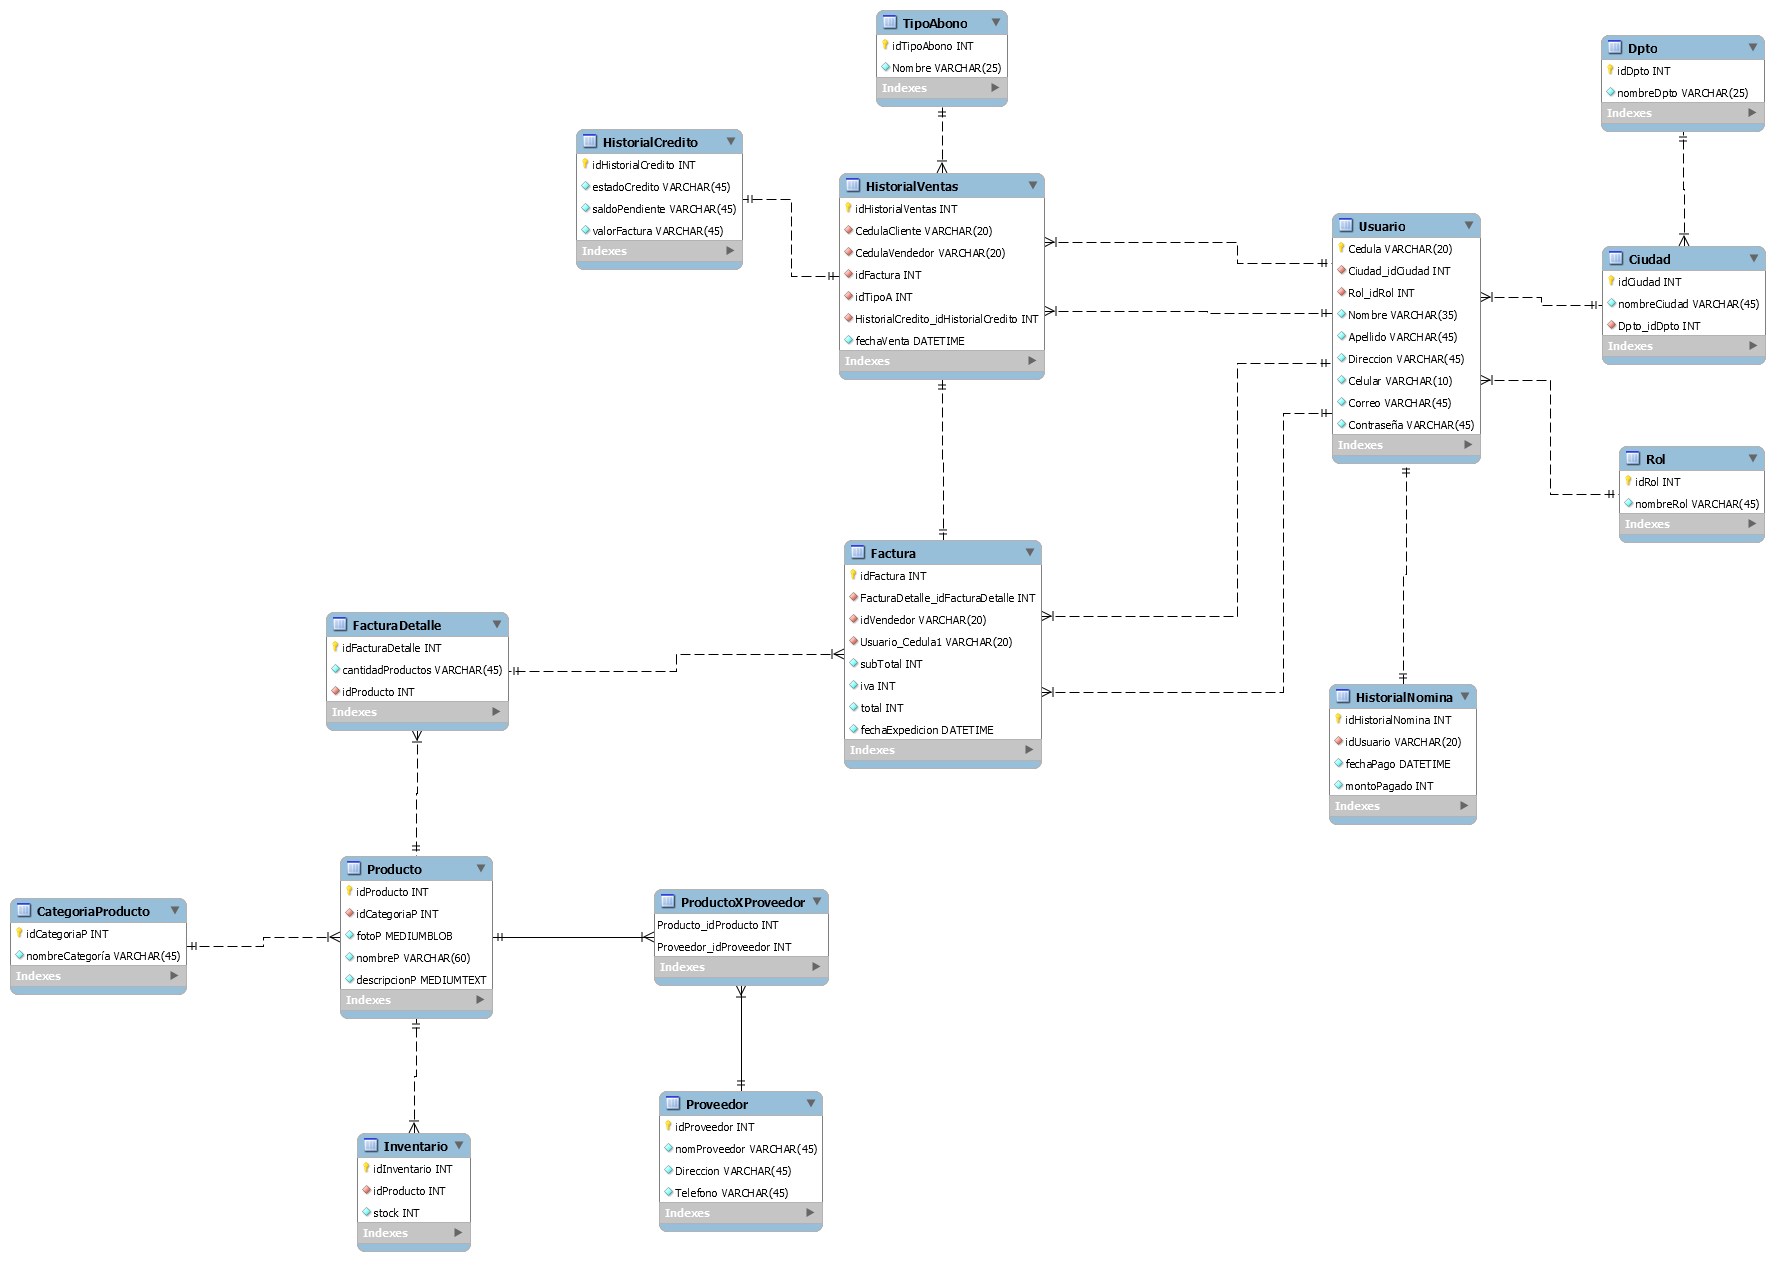 TipoAbono
idTipoAbono INT
Nombre VARCHAR(25)
Indexes
Dpto
idDpto INT
nombreDpto VARCHAR(25)
Indexes
HistorialCredito
idHistorialCredito INT
estadoCredito VARCHAR(45)
saldoPendiente VARCHAR(45)
valorFactura VARCHAR(45)
Indexes
HistorialVentas
idHistorialVentas INT
CedulaCliente VARCHAR(20)
CedulaVendedor VARCHAR(20)
idFactura INT
idTipoA INT
HistorialCredito_idHistorialCredito INT
fechaVenta DATETIME
Indexes
Usuario
Cedula VARCHAR(20)
Ciudad_idCiudad INT
Rol_idRol INT
Nombre VARCHAR(35)
Apellido VARCHAR(45)
Direccion VARCHAR(45)
Celular VARCHAR(10)
Correo VARCHAR(45)
Contraseña VARCHAR(45)
Indexes
Ciudad
idCiudad INT
nombreCiudad VARCHAR(45)
Dpto_idDpto INT
Indexes
Rol
idRol INT
nombreRol VARCHAR(45)
Indexes
Factura
idFactura INT
FacturaDetalle_idFacturaDetalle INT
idVendedor VARCHAR(20)
Usuario_Cedula1 VARCHAR(20)
subTotal INT
iva INT
total INT
fechaExpedicion DATETIME
Indexes
FacturaDetalle
idFacturaDetalle INT
cantidadProductos VARCHAR(45)
idProducto INT
Indexes
HistorialNomina
idHistorialNomina INT
idUsuario VARCHAR(20)
fechaPago DATETIME
montoPagado INT
Indexes
Producto
idProducto INT
idCategoriaP INT
fotoP MEDIUMBLOB
nombreP VARCHAR(60)
descripcionP MEDIUMTEXT
Indexes
CategoriaProducto
idCategoriaP INT
nombreCategoría VARCHAR(45)
Indexes
ProductoXProveedor
Producto_idProducto INT
Proveedor_idProveedor INT
Indexes
Proveedor
idProveedor INT
nomProveedor VARCHAR(45)
Direccion VARCHAR(45)
Telefono VARCHAR(45)
Indexes
Inventario
idInventario INT
idProducto INT
stock INT
Indexes